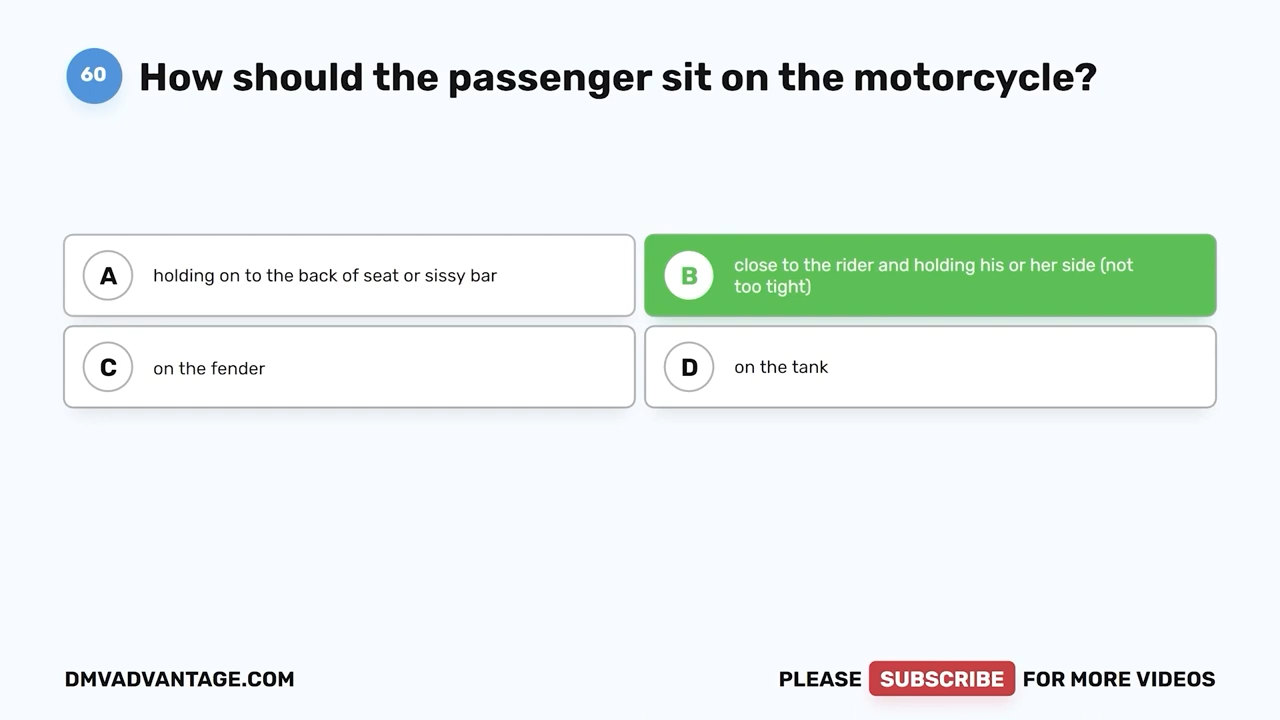 60 How should the passenger sit on the motorcycle?
A holding on to the back of seat or sissy bar
B close to the rider and holding his or her side (not
too tight)
C on the fender
D on the tank
DMVADVANTAGE.COM
PLEASE SUBSCRIBE FOR MORE VIDEOS